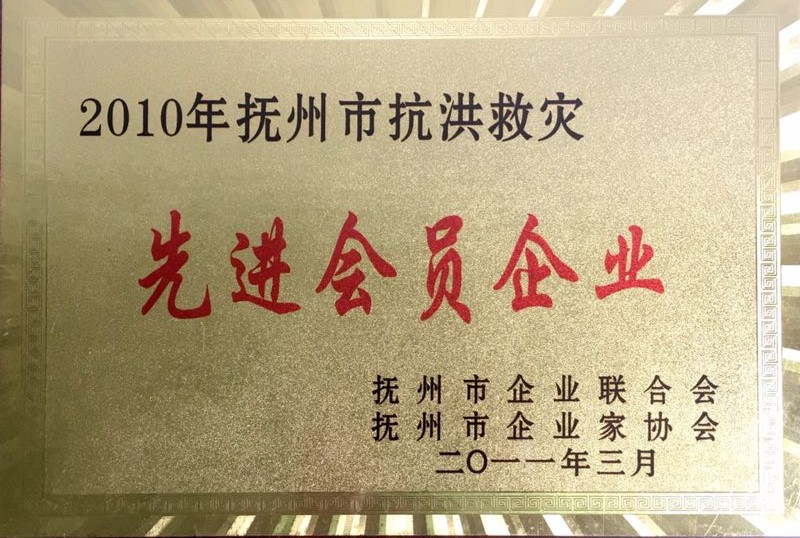 2010年抚州市抗洪救灾
先进会员企业
抚州市企业联合会
抚州市企业家协会
二〇一一年三月